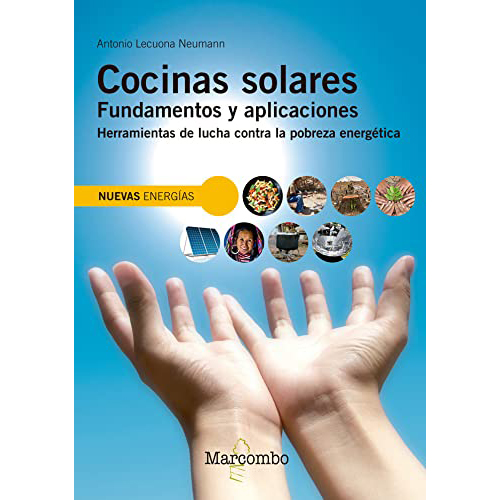 Antonio Lecuona Neumann
Cocinas solares
Fundamentos y aplicaciones
Herramientas de lucha contra la pobreza energética
NUEVAS ENERGÍAS
Marcombo